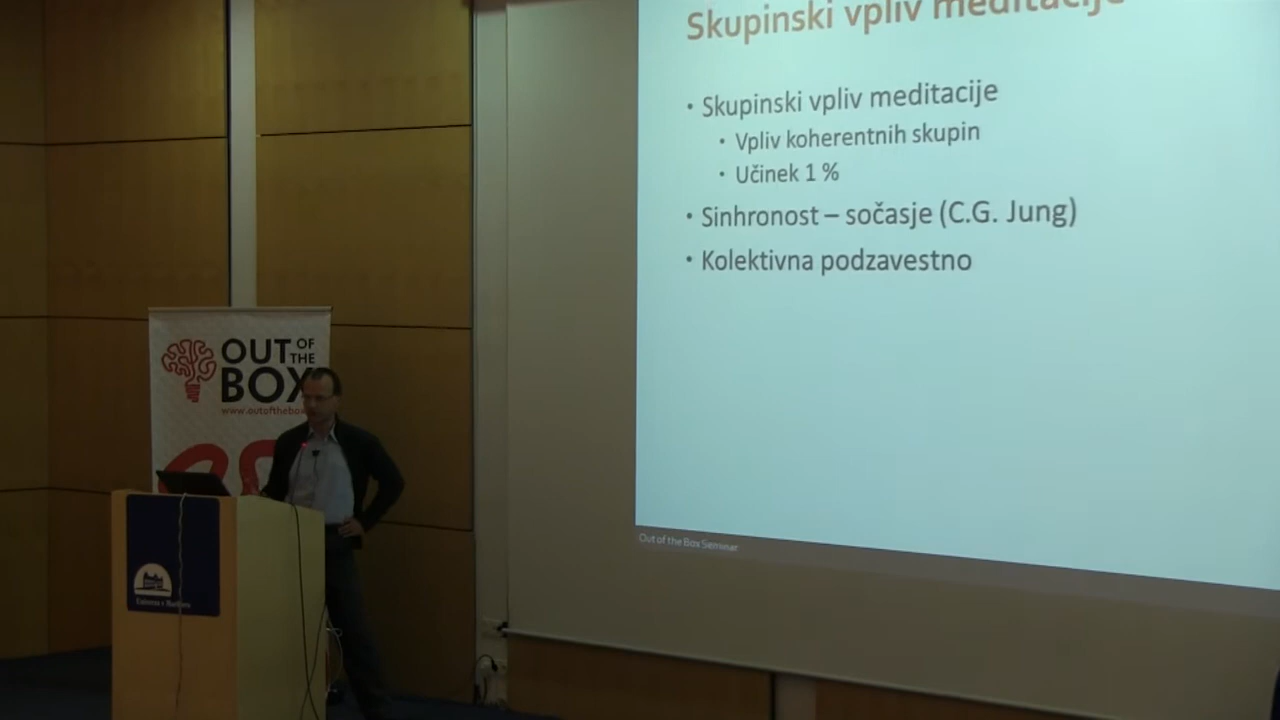 Skupinski vpliv meditacije
• Skupinski vpliv meditacije
• Vpliv koherentnih skupin
• Učinek 1 %
• Sinhronost – sočasje (C.G. Jung)
• Kolektivna podzavestno
OUT OF THE
BOX
www.outofthebox
Out of the Box Seminar